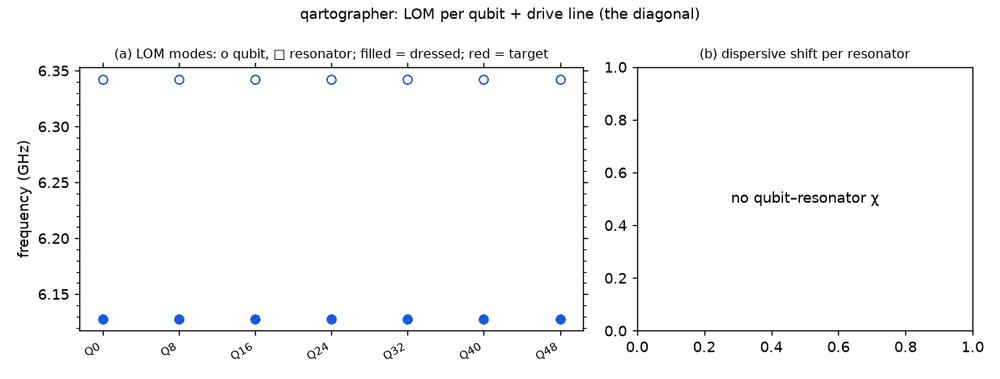 qartographer: LOM per qubit + drive line (the diagonal)
(a) LOM modes: o qubit, □ resonator; filled = dressed; red = target
(b) dispersive shift per resonator
frequency (GHz)
6.35
6.30
6.25
6.20
6.15
Q0
Q8
Q16
Q24
Q32
Q40
Q48
1.0
0.8
0.6
0.4
0.2
0.0
no qubit–resonator χ
0.0
0.2
0.4
0.6
0.8
1.0